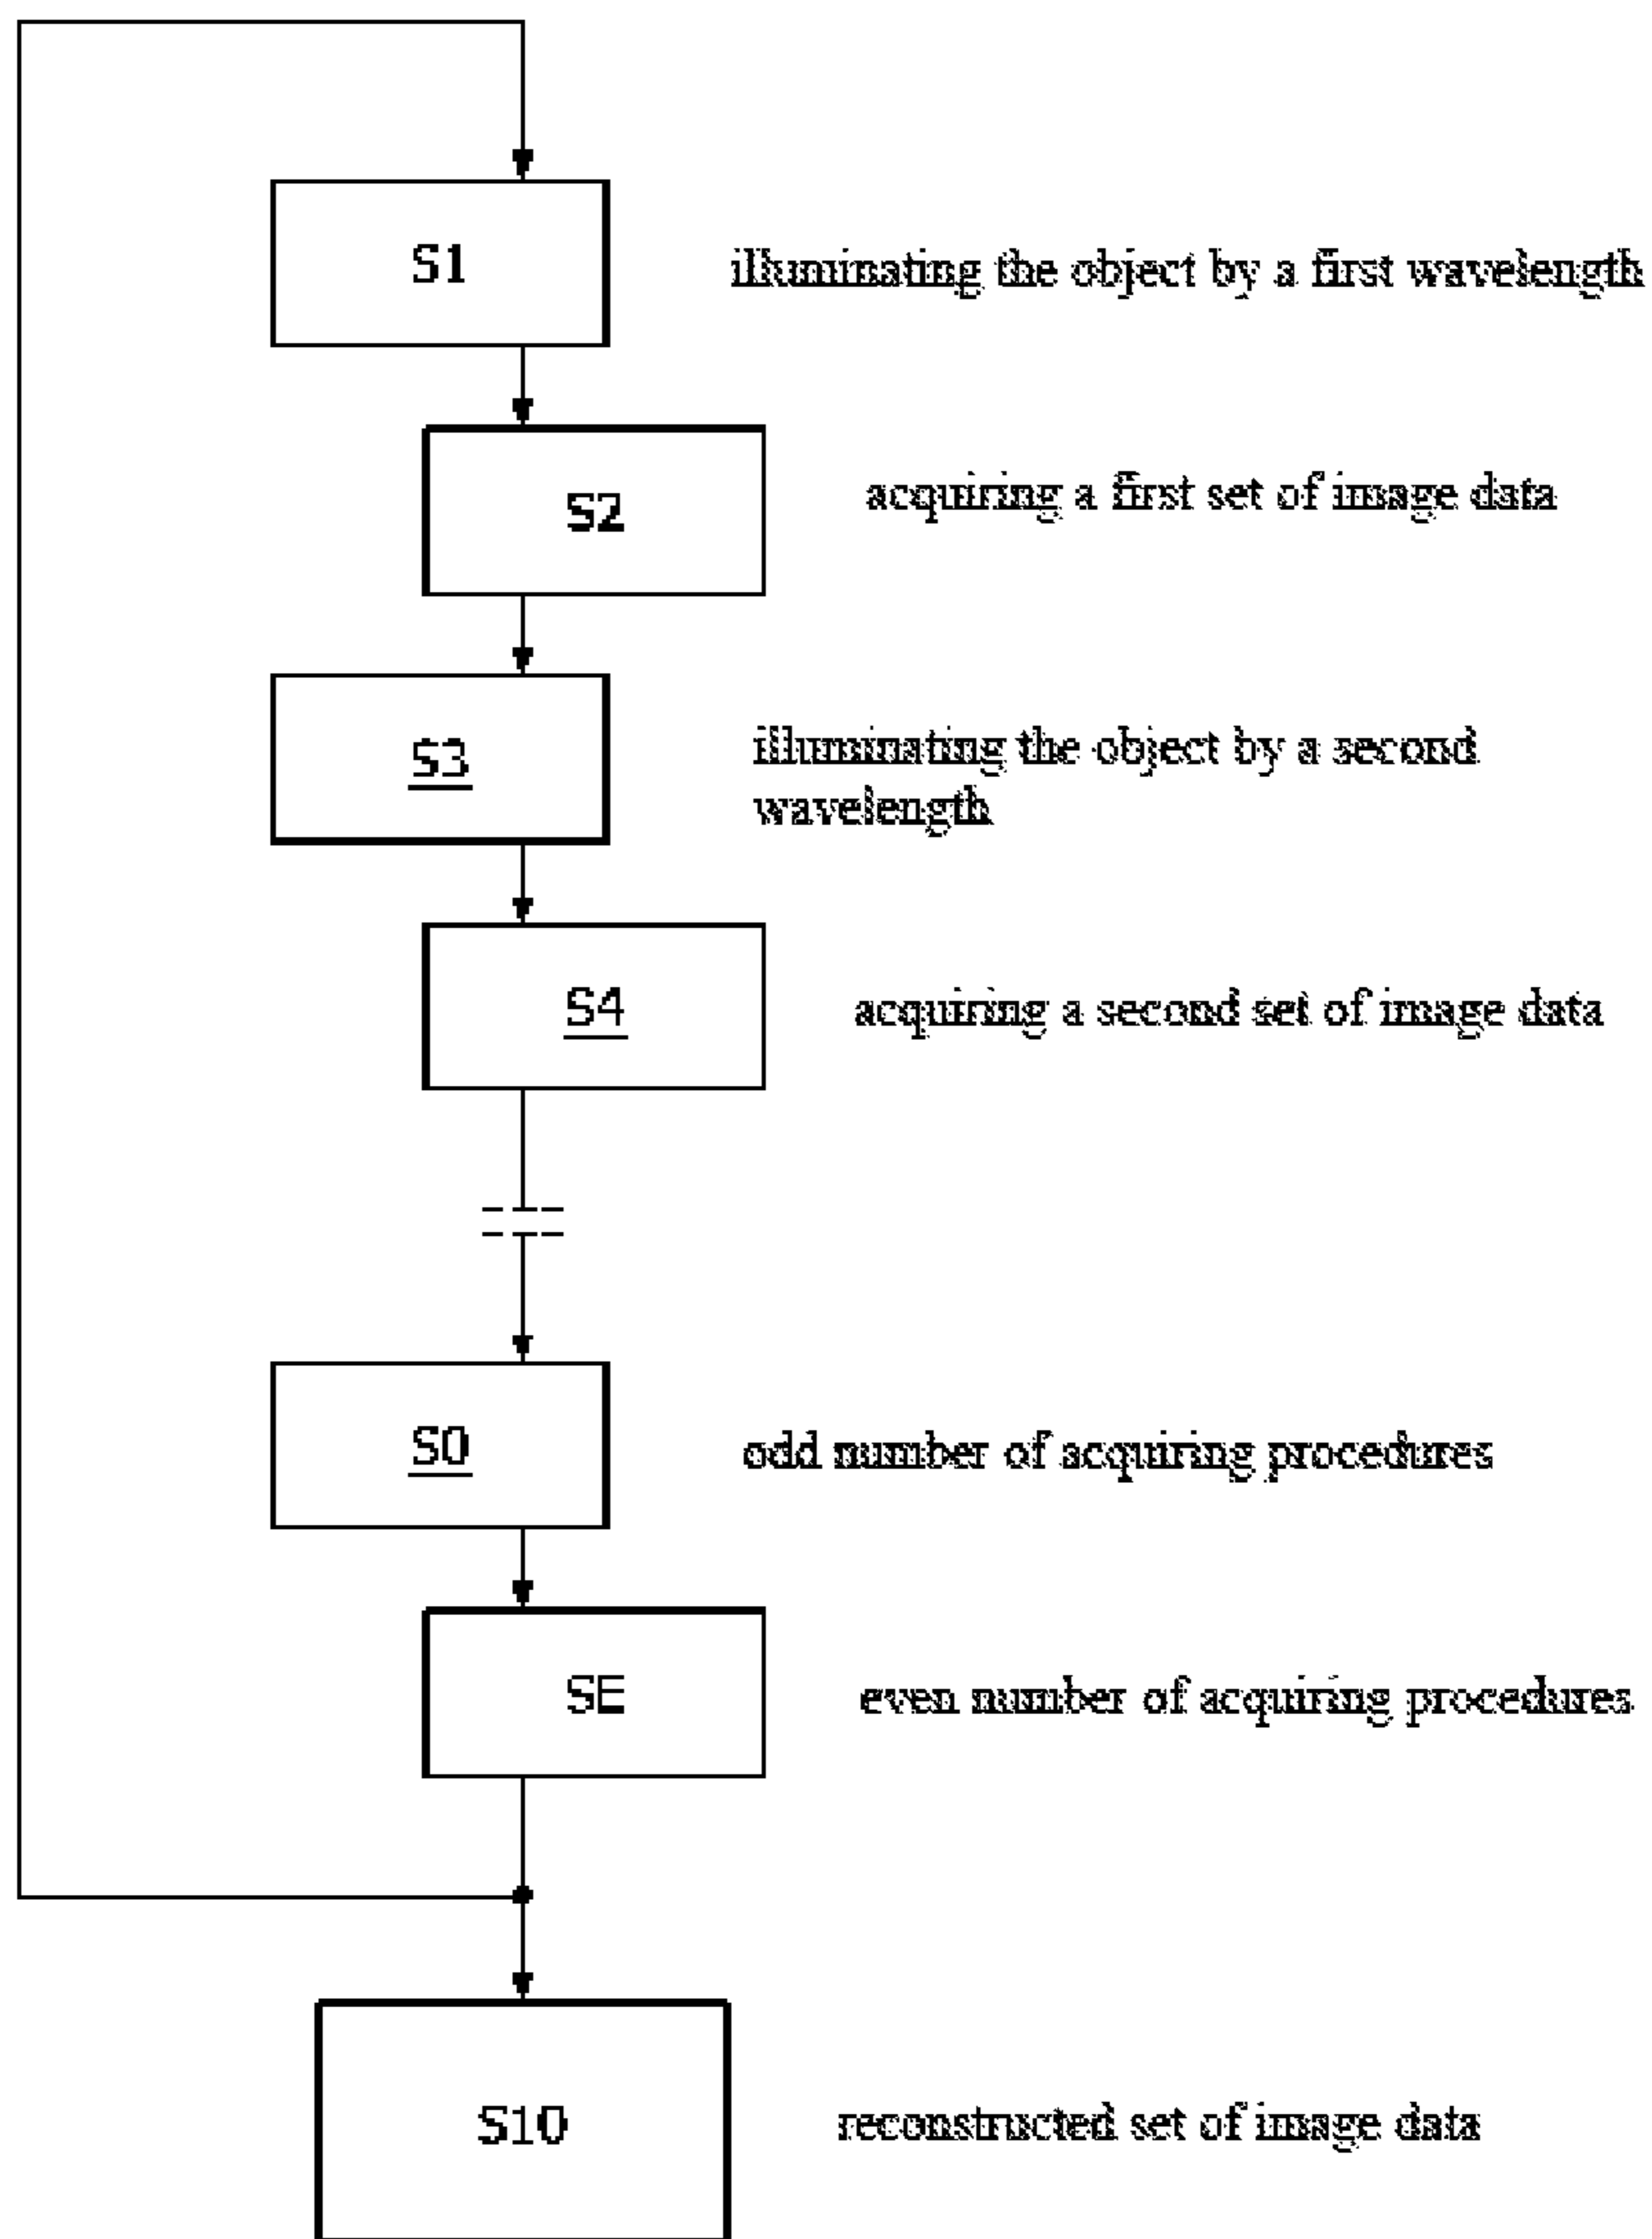 S1
illuminating the object by a first wavelength
S2
acquiring a first set of image data
S3
illuminating the object by a second
wavelength
S4
acquiring a second set of image data
SO
odd number of acquiring procedures
SE
even number of acquiring procedures
S10
reconstructed set of image data